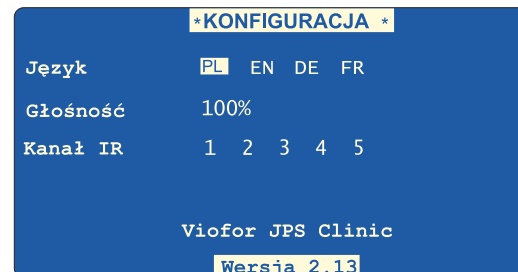 *KONFIGURACJA *
Język PL EN DE FR
Głośność 100%
Kanał IR 1 2 3 4 5
Viofor JPS Clinic
Wersja 2.13